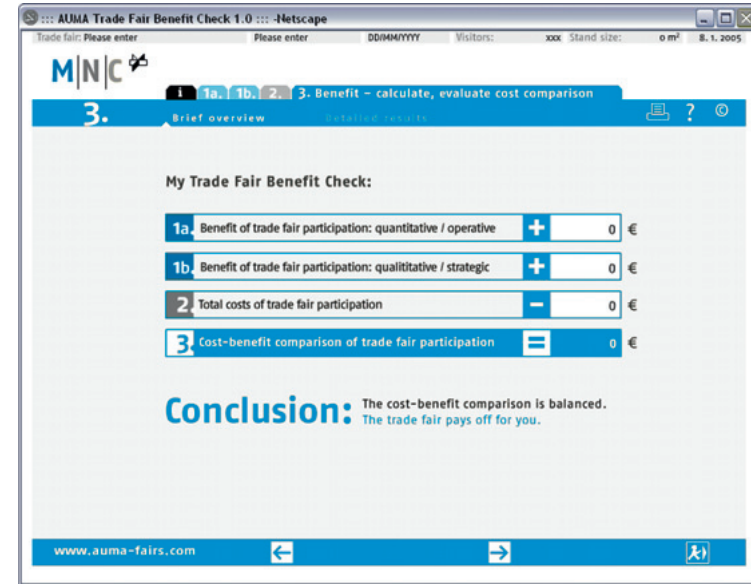 ::: AUMA Trade Fair Benefit Check 1.0 ::: -Netscape
Trade fair: Please enter Please enter DD/MM/YYYY Visitors: xxx Stand size: 0 m² 8. 1. 2005
M|N|C
i 1a. 1b. 2. 3. Benefit – calculate, evaluate cost comparison
3. Brief overview Detailed results ? ©
My Trade Fair Benefit Check:
1a. Benefit of trade fair participation: quantitative / operative + 0 €
1b. Benefit of trade fair participation: qualititative / strategic + 0 €
2. Total costs of trade fair participation – 0 €
3. Cost-benefit comparison of trade fair participation = 0 €
Conclusion: The cost-benefit comparison is balanced.
The trade fair pays off for you.
www.auma-fairs.com